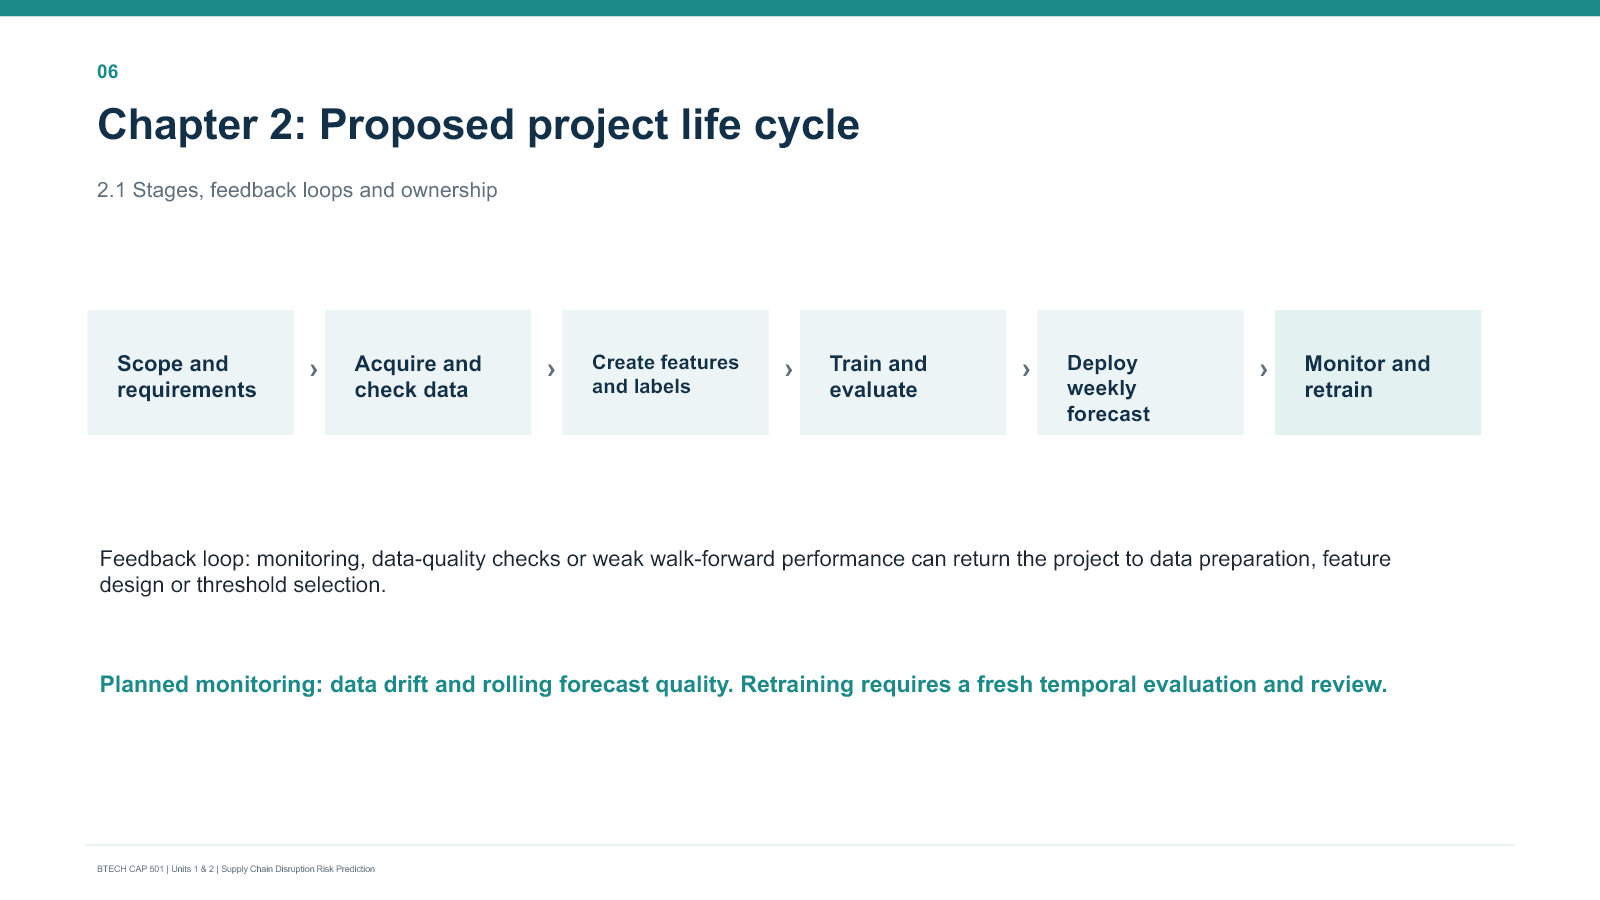 06
Chapter 2: Proposed project life cycle
2.1 Stages, feedback loops and ownership
Scope and
requirements
›
Acquire and
check data
›
Create features
and labels
›
Train and
evaluate
›
Deploy
weekly
forecast
›
Monitor and
retrain
Feedback loop: monitoring, data-quality checks or weak walk-forward performance can return the project to data preparation, feature
design or threshold selection.
Planned monitoring: data drift and rolling forecast quality. Retraining requires a fresh temporal evaluation and review.
BTECH CAP 501 | Units 1 & 2 | Supply Chain Disruption Risk Prediction